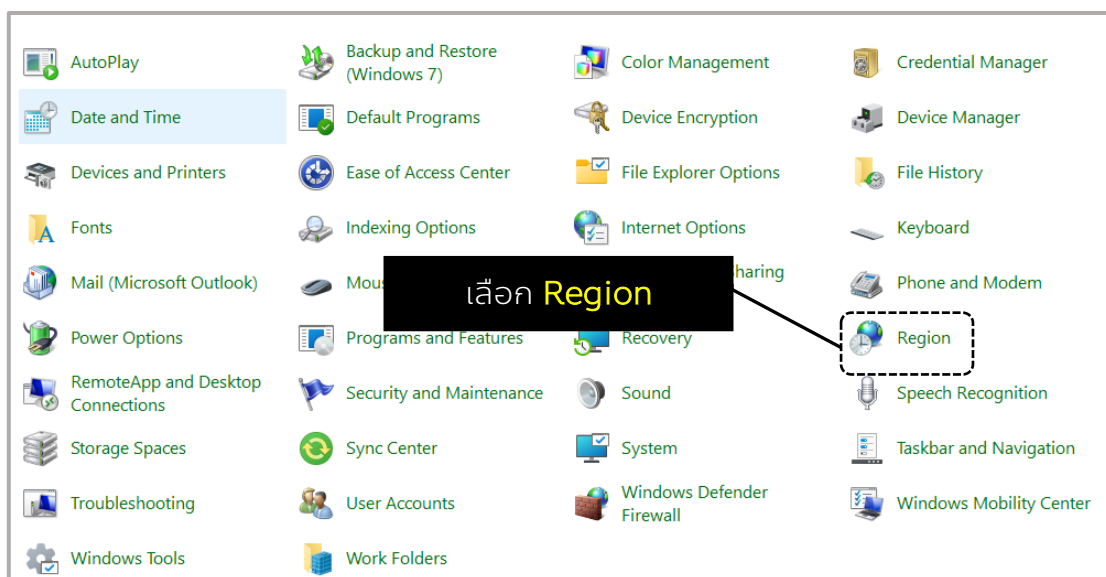 AutoPlay
Backup and Restore
(Windows 7)
Color Management
Credential Manager
Date and Time
Default Programs
Device Encryption
Device Manager
Devices and Printers
Ease of Access Center
File Explorer Options
File History
Fonts
Indexing Options
Internet Options
Keyboard
Mail (Microsoft Outlook)
Phone and Modem
เลือก Region
Power Options
Programs and Features
Recovery
Region
RemoteApp and Desktop
Connections
Security and Maintenance
Sound
Speech Recognition
Storage Spaces
Sync Center
System
Taskbar and Navigation
Troubleshooting
User Accounts
Windows Defender
Firewall
Windows Mobility Center
Windows Tools
Work Folders